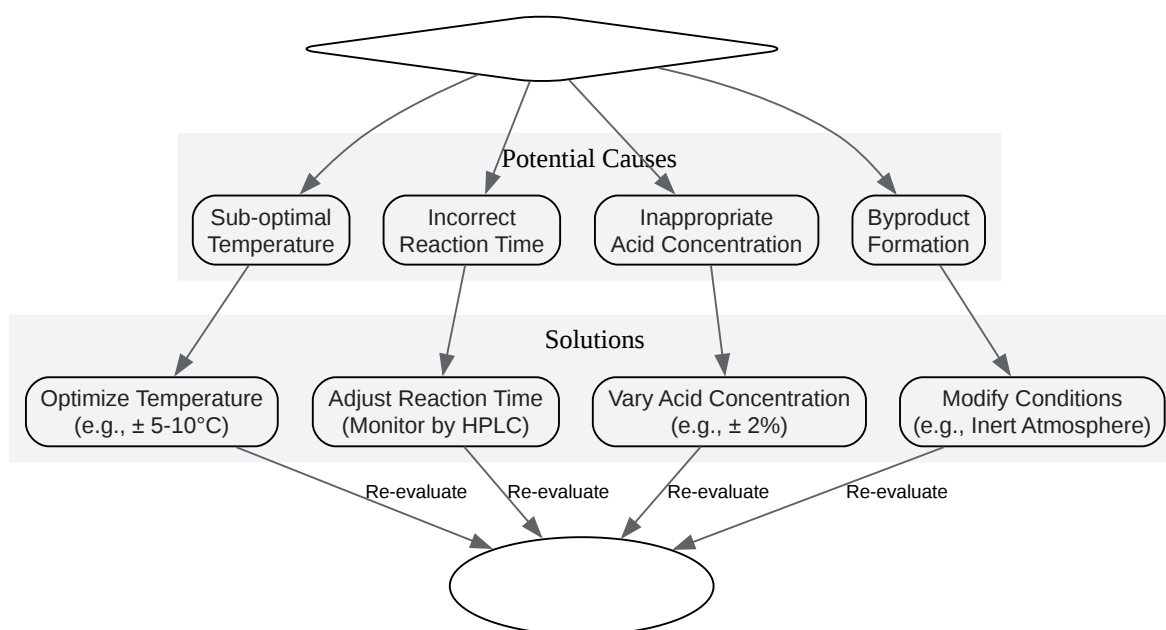 Potential Causes
Sub-optimal
Temperature
Incorrect
Reaction Time
Inappropriate
Acid Concentration
Byproduct
Formation
Solutions
Optimize Temperature
(e.g., ± 5-10°C)
Adjust Reaction Time
(Monitor by HPLC)
Vary Acid Concentration
(e.g., ± 2%)
Modify Conditions
(e.g., Inert Atmosphere)
Re-evaluate
Re-evaluate
Re-evaluate
Re-evaluate